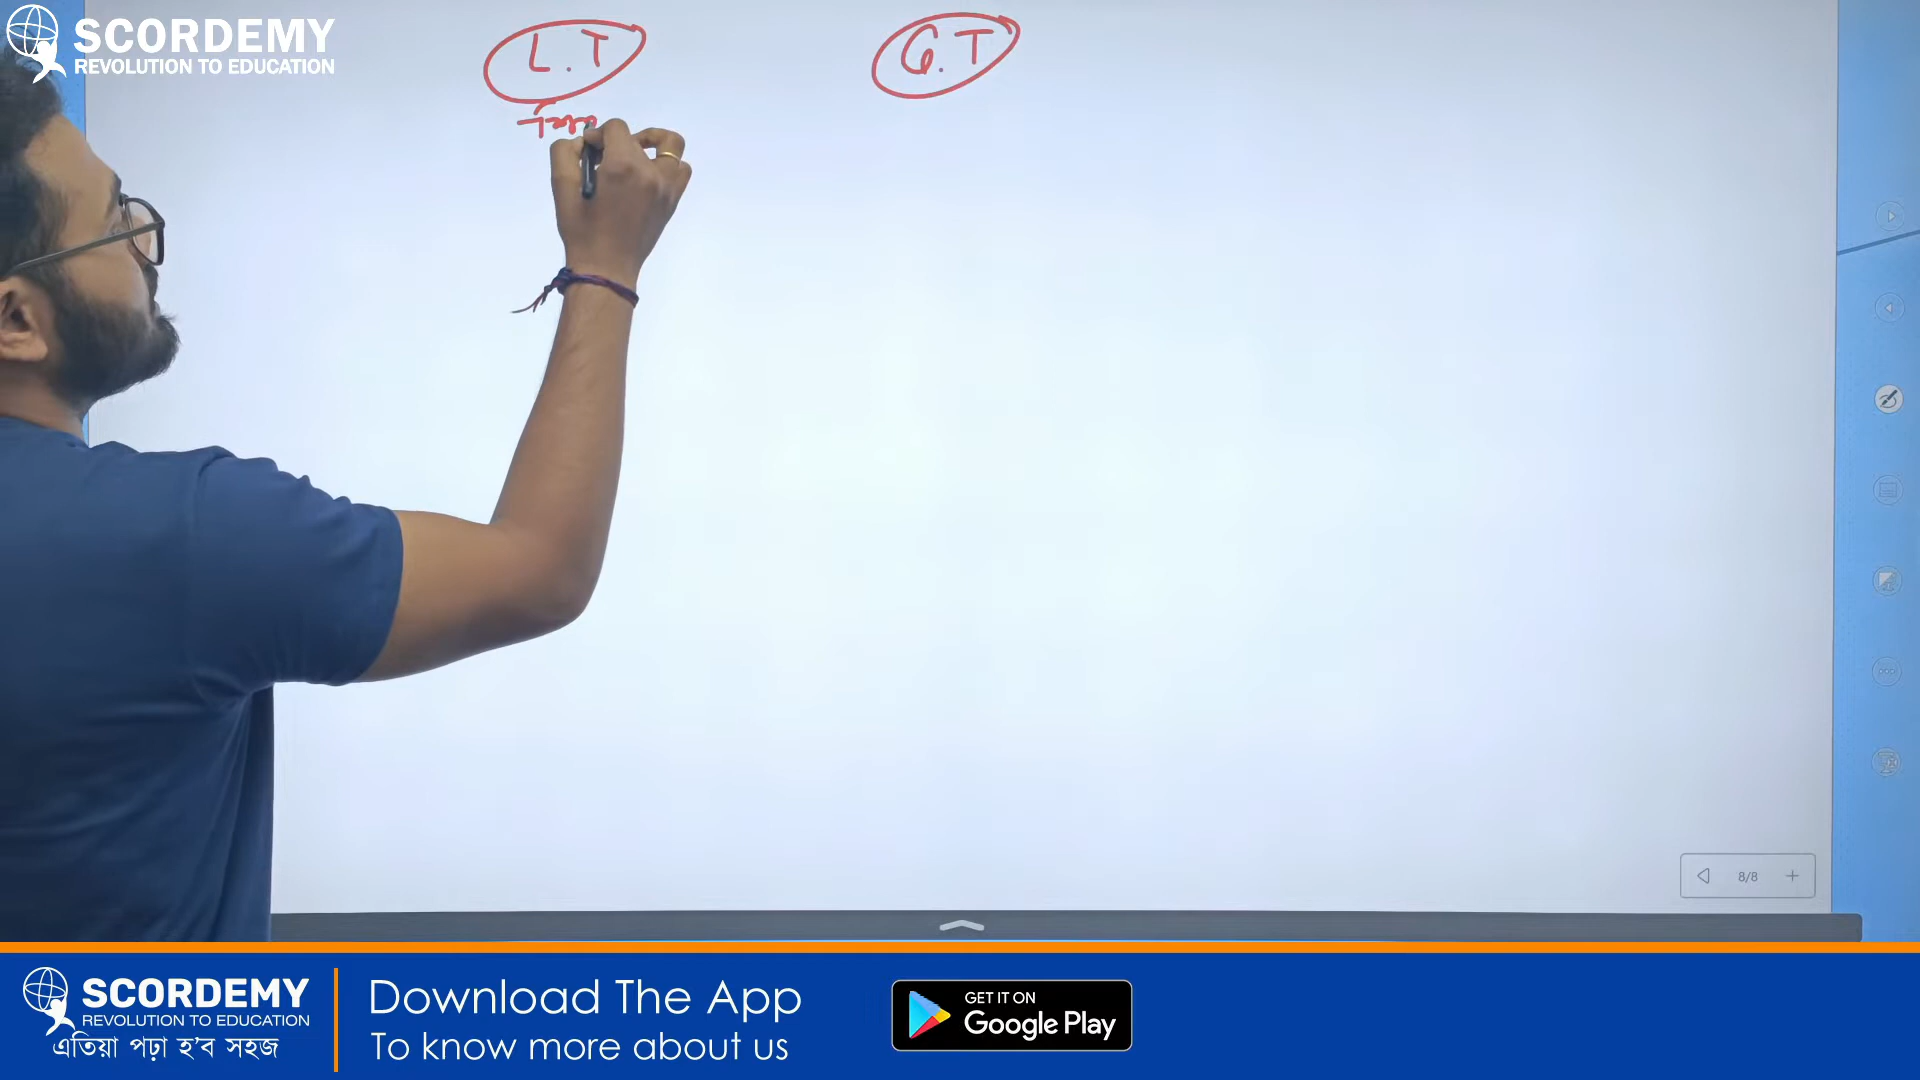 SCORDEMY
REVOLUTION TO EDUCATION
L.T
G.T
8/8
SCORDEMY
REVOLUTION TO EDUCATION
এতিয়া পঢ়া হ'ব সহজ
Download The App
To know more about us
GET IT ON
Google Play